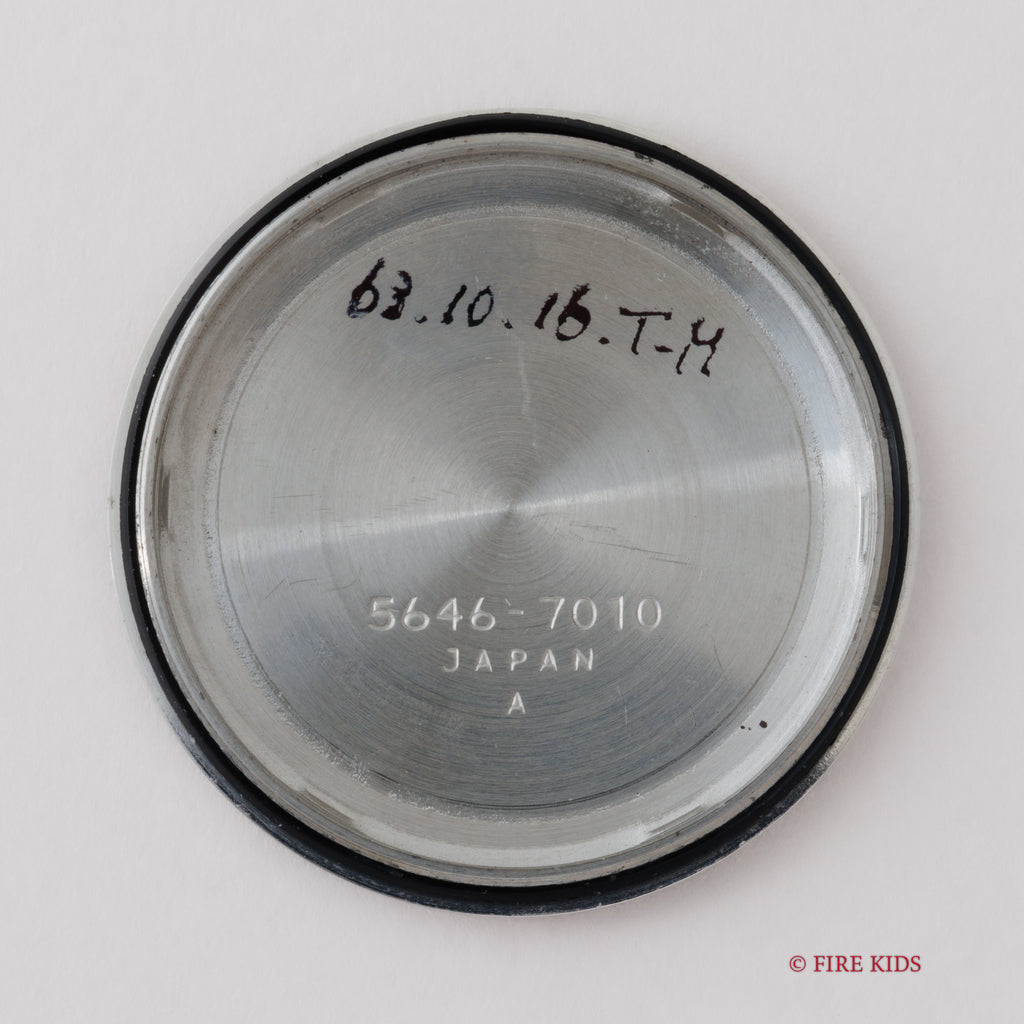 63.10.16.T-M
5646-7010
JAPAN
A
© FIRE KIDS